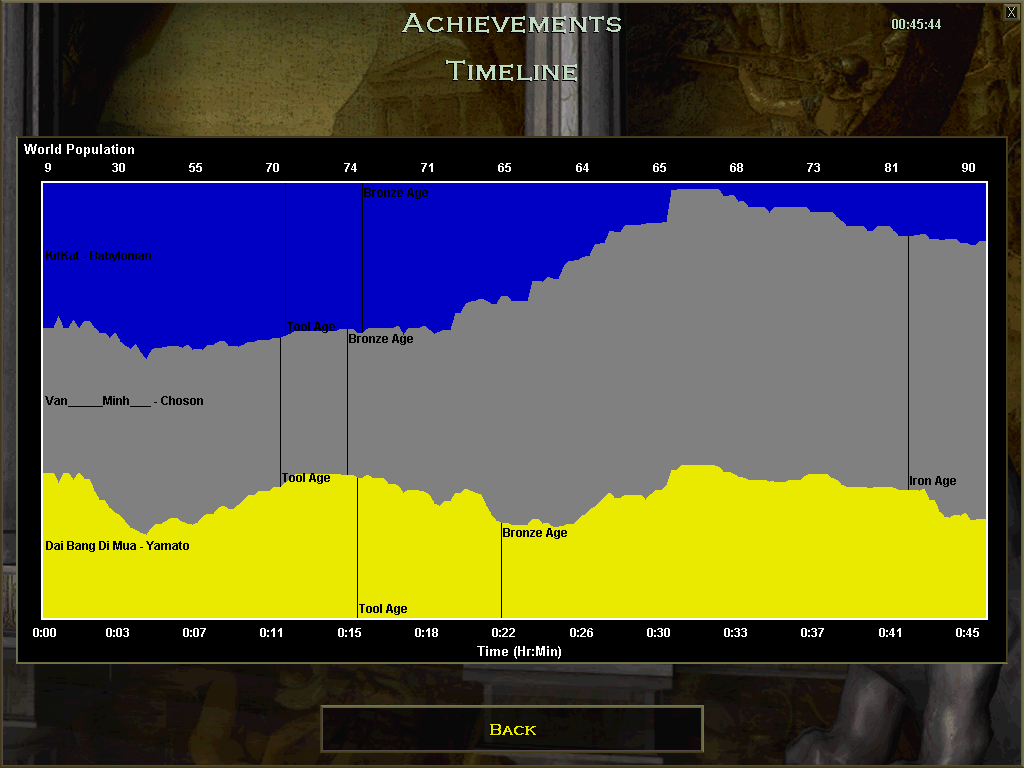 ACHIEVEMENTS
00:45:44
X
TIMELINE
World Population
9 30 55 70 74 71 65 64 65 68 73 81 90
Bronze Age
KitKat - Babylonian
Tool Age
Bronze Age
Van_____Minh___ - Choson
Tool Age
Iron Age
Bronze Age
Dai Bang Di Mua - Yamato
Tool Age
0:00 0:03 0:07 0:11 0:15 0:18 0:22 0:26 0:30 0:33 0:37 0:41 0:45
Time (Hr:Min)
BACK